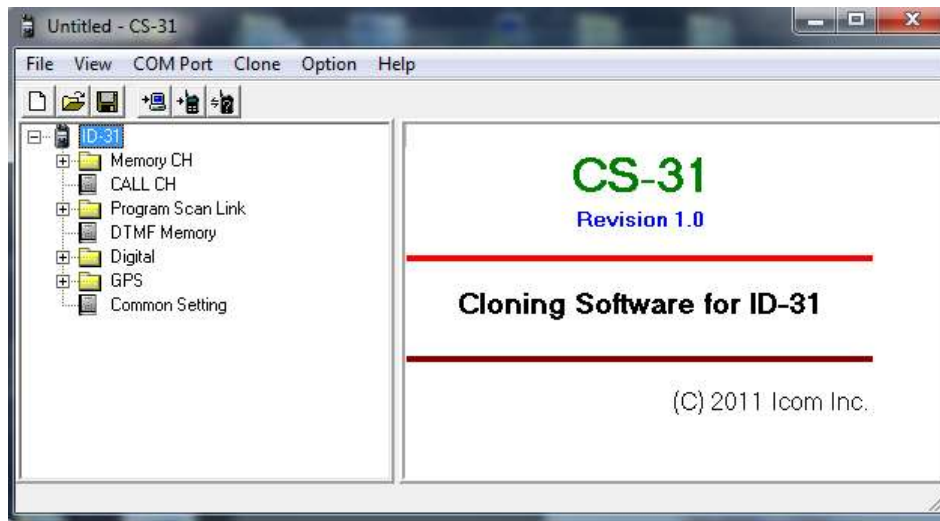 Untitled - CS-31
File View COM Port Clone Option Help
ID-31
Memory CH
CALL CH
Program Scan Link
DTMF Memory
Digital
GPS
Common Setting
CS-31
Revision 1.0
Cloning Software for ID-31
(C) 2011 Icom Inc.